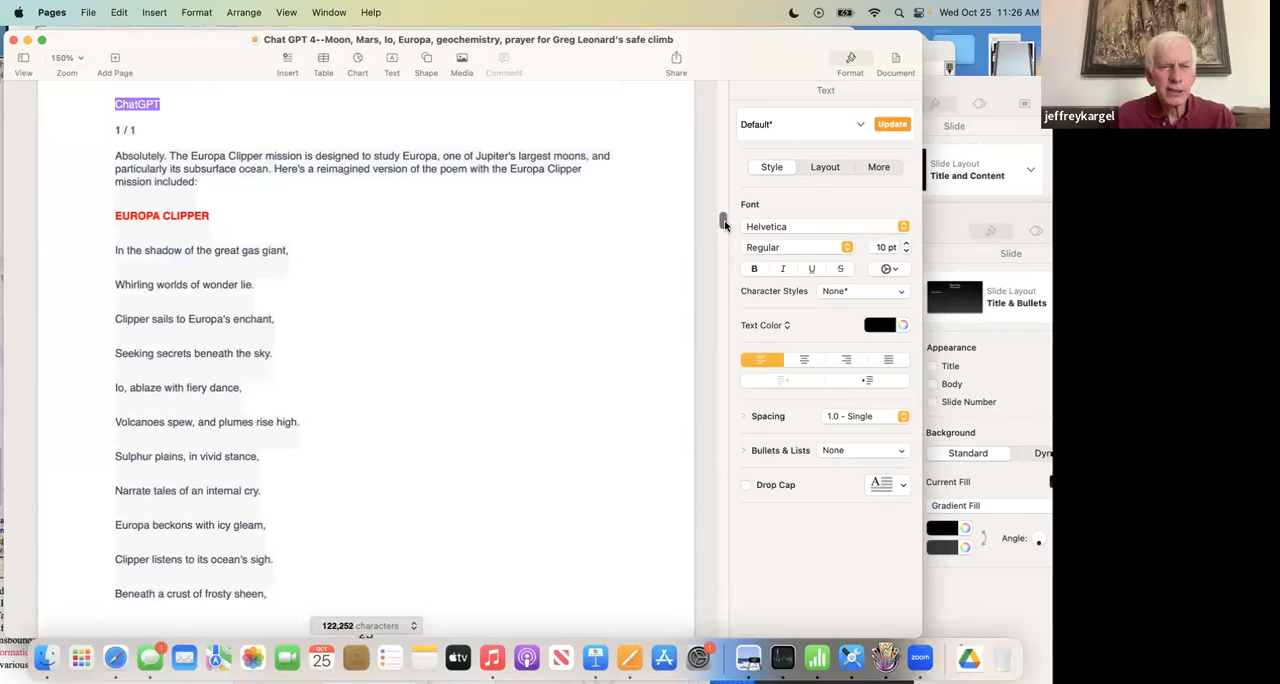 Pages File Edit Insert Format Arrange View Window Help Wed Oct 25 11:26 AM
Chat GPT 4--Moon, Mars, Io, Europa, geochemistry, prayer for Greg Leonard's safe climb
150%
View Zoom Add Page Insert Table Chart Text Shape Media Comment Share Format Document
ChatGPT
1 / 1
Absolutely. The Europa Clipper mission is designed to study Europa, one of Jupiter's largest moons, and
particularly its subsurface ocean. Here's a reimagined version of the poem with the Europa Clipper
mission included:
EUROPA CLIPPER
In the shadow of the great gas giant,
Whirling worlds of wonder lie.
Clipper sails to Europa's enchant,
Seeking secrets beneath the sky.
Io, ablaze with fiery dance,
Volcanoes spew, and plumes rise high.
Sulphur plains, in vivid stance,
Narrate tales of an internal cry.
Europa beckons with icy gleam,
Clipper listens to its ocean's sigh.
Beneath a crust of frosty sheen,
122,252 characters
Text
Default*
Update
Style Layout More
Font
Helvetica
Regular 10 pt
B I U S
Character Styles None*
Text Color
Spacing 1.0 - Single
Bullets & Lists None
Drop Cap
A
jeffreykargel
Slide
Slide Layout
Title and Content
Slide
Slide Layout
Title & Bullets
Appearance
Title
Body
Slide Number
Background
Standard Dyn
Current Fill
Gradient Fill
Angle:
OCT
25
tv
zoom
1
1